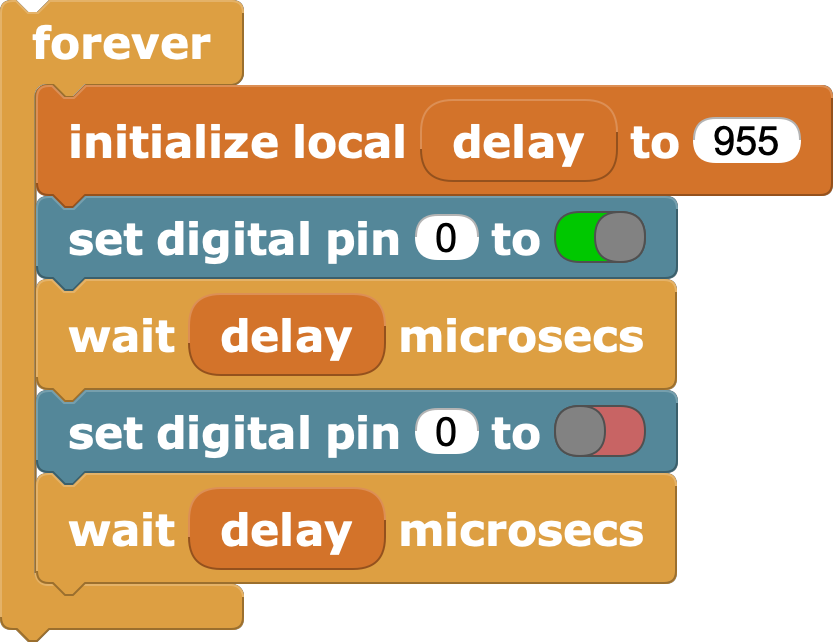 forever
initialize local delay to 955
set digital pin 0 to
wait delay microsecs
set digital pin 0 to
wait delay microsecs